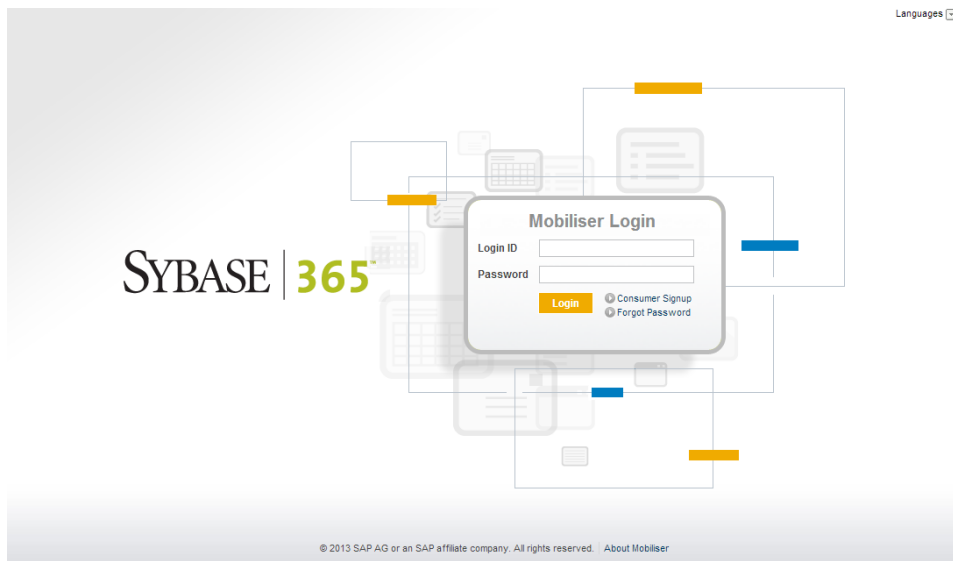 Languages
Mobiliser Login
Login ID
Password
SYBASE 365
Login
Consumer Signup
Forgot Password
© 2013 SAP AG or an SAP affiliate company. All rights reserved. About Mobiliser